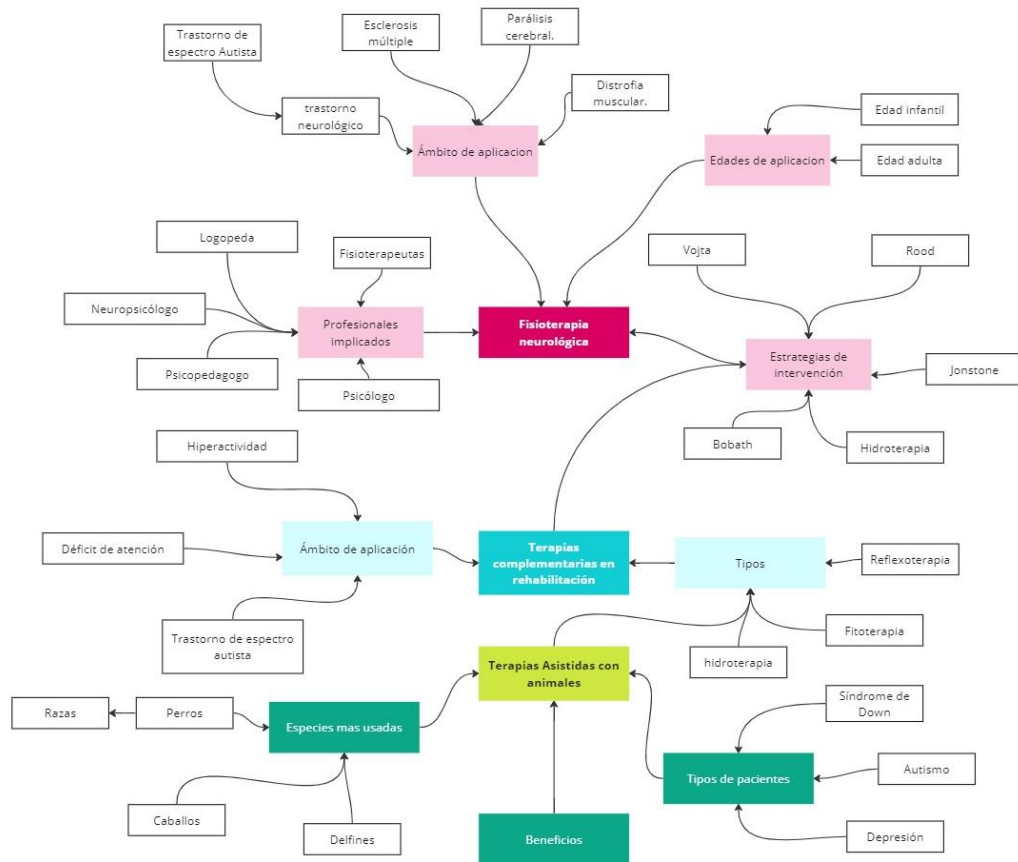 Trastorno de
espectro Autista
Esclerosis
múltiple
Parálisis
cerebral.
Distrofia
muscular.
trastorno
neurológico
Ámbito de aplicacion
Edades de aplicacion
Edad infantil
Edad adulta
Logopeda
Fisioterapeutas
Neuropsicólogo
Profesionales
implicados
Psicopedagogo
Psicólogo
Fisioterapia
neurológica
Vojta
Rood
Estrategias de
intervención
Jonstone
Bobath
Hidroterapia
Hiperactividad
Déficit de atención
Ámbito de aplicación
Trastorno de espectro
autista
Terapias
complementarias en
rehabilitación
Tipos
Reflexoterapia
Fitoterapia
hidroterapia
Terapias Asistidas con
animales
Razas
Perros
Especies mas usadas
Caballos
Delfines
Beneficios
Síndrome de
Down
Tipos de pacientes
Autismo
Depresión